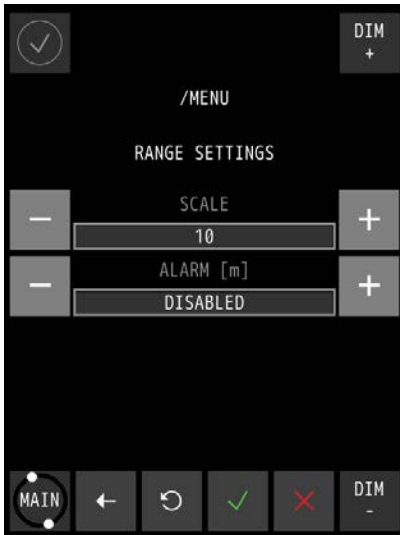 DIM
+
/MENU
RANGE SETTINGS
SCALE
− 10 +
ALARM [m]
− DISABLED +
MAIN
DIM
-